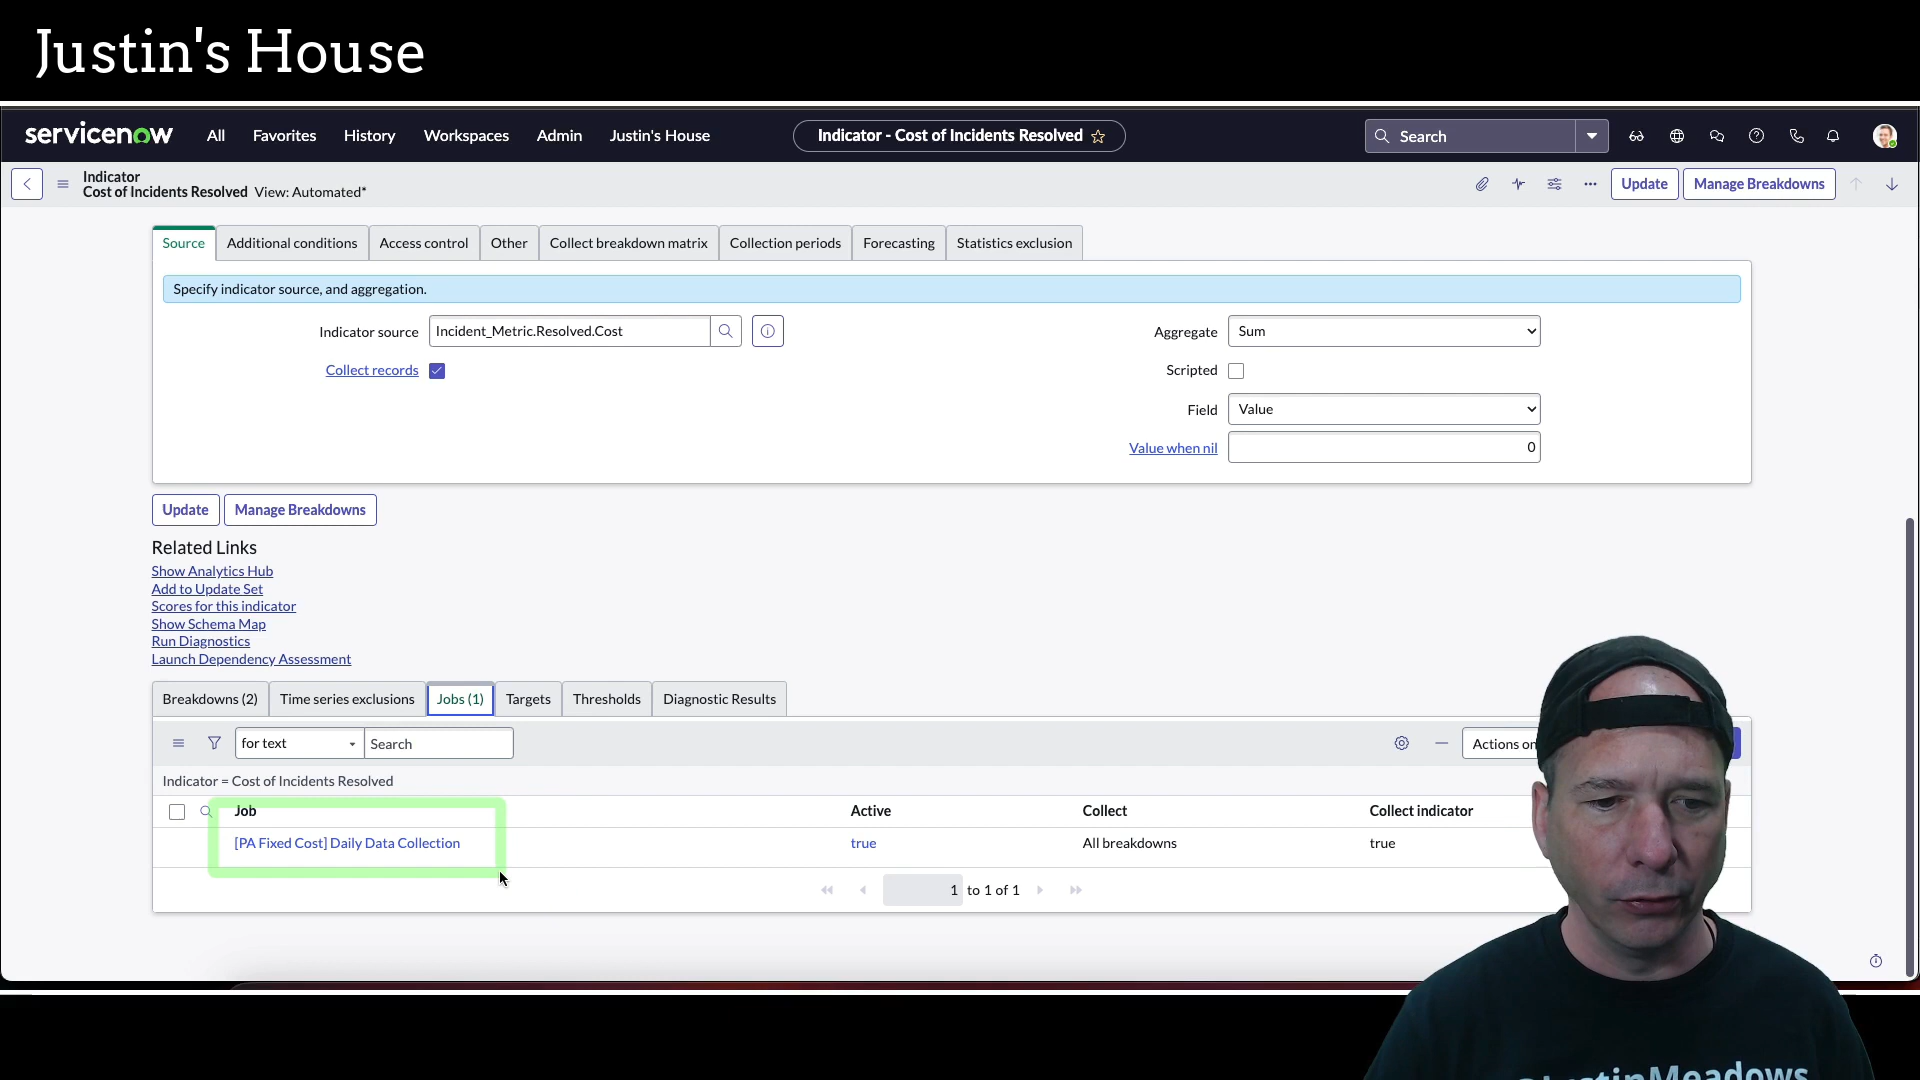 Justin's House
servicenow All Favorites History Workspaces Admin Justin's House Indicator - Cost of Incidents Resolved Search
Indicator
Cost of Incidents Resolved View: Automated* Update Manage Breakdowns
Source Additional conditions Access control Other Collect breakdown matrix Collection periods Forecasting Statistics exclusion
Specify indicator source, and aggregation.
Indicator source Incident_Metric.Resolved.Cost Aggregate Sum
Collect records Scripted
Field Value
Value when nil 0
Update Manage Breakdowns
Related Links
Show Analytics Hub
Add to Update Set
Scores for this indicator
Show Schema Map
Run Diagnostics
Launch Dependency Assessment
Breakdowns (2) Time series exclusions Jobs (1) Targets Thresholds Diagnostic Results
for text Search Actions on
Indicator = Cost of Incidents Resolved
Job Active Collect Collect indicator
[PA Fixed Cost] Daily Data Collection true All breakdowns true
1 to 1 of 1
JustinMeadows